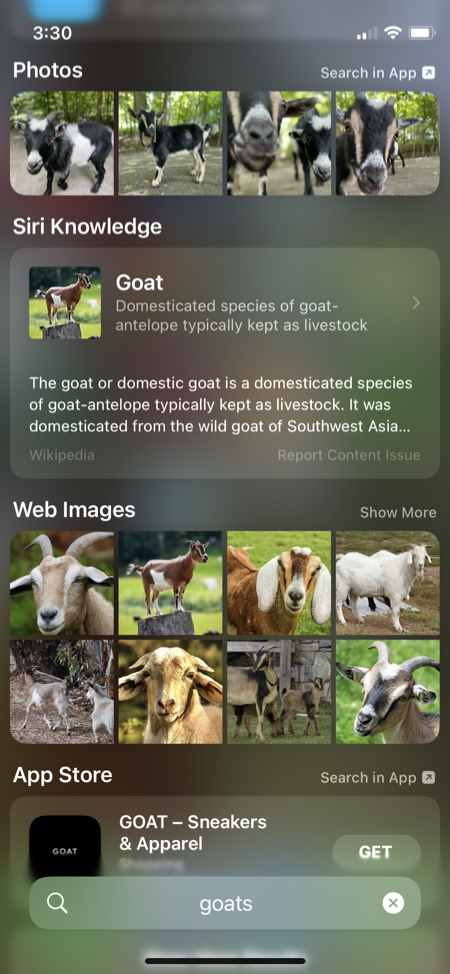 3:30
Photos
Search in App
Siri Knowledge
Goat
Domesticated species of goat-
antelope typically kept as livestock
The goat or domestic goat is a domesticated species
of goat-antelope typically kept as livestock. It was
domesticated from the wild goat of Southwest Asia...
Wikipedia
Report Content Issue
Web Images
Show More
App Store
Search in App
GOAT
GOAT – Sneakers
& Apparel
Shopping
GET
goats